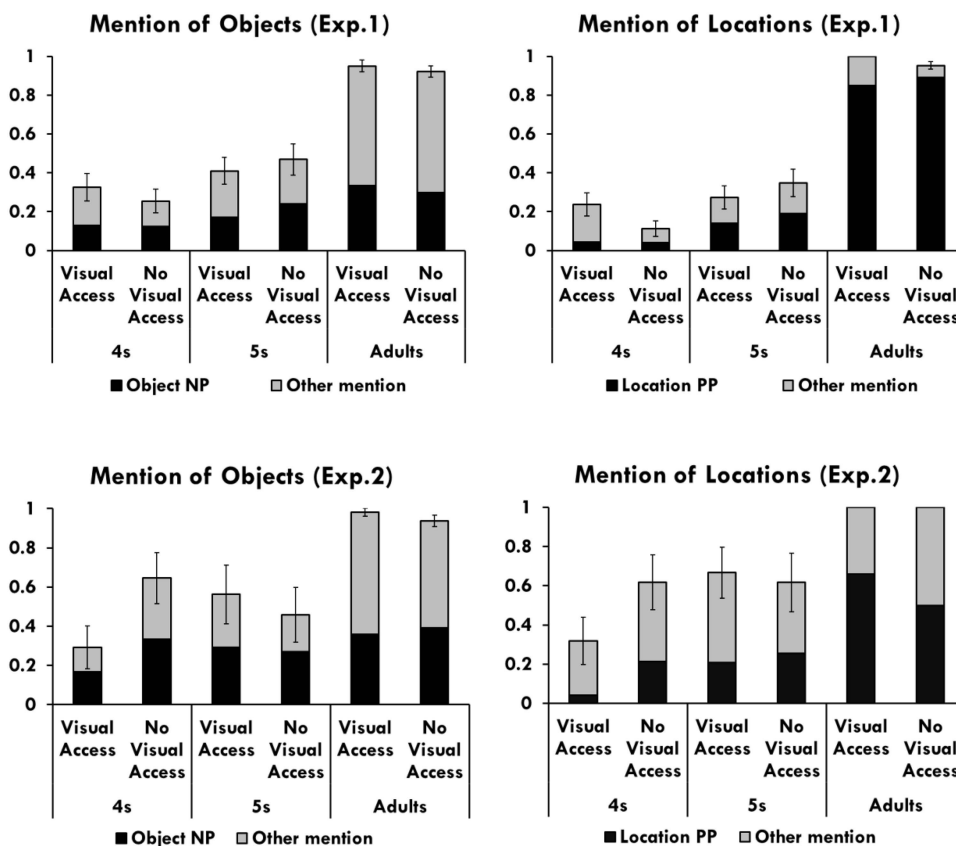 Mention of Objects (Exp.1)
1
0.8
0.6
0.4
0.2
0
Visual Access
No Visual Access
Visual Access
No Visual Access
Visual Access
No Visual Access
4s
5s
Adults
Object NP
Other mention
Mention of Locations (Exp.1)
1
0.8
0.6
0.4
0.2
0
Visual Access
No Visual Access
Visual Access
No Visual Access
Visual Access
No Visual Access
4s
5s
Adults
Location PP
Other mention
Mention of Objects (Exp.2)
1
0.8
0.6
0.4
0.2
0
Visual Access
No Visual Access
Visual Access
No Visual Access
Visual Access
No Visual Access
4s
5s
Adults
Object NP
Other mention
Mention of Locations (Exp.2)
1
0.8
0.6
0.4
0.2
0
Visual Access
No Visual Access
Visual Access
No Visual Access
Visual Access
No Visual Access
4s
5s
Adults
Location PP
Other mention